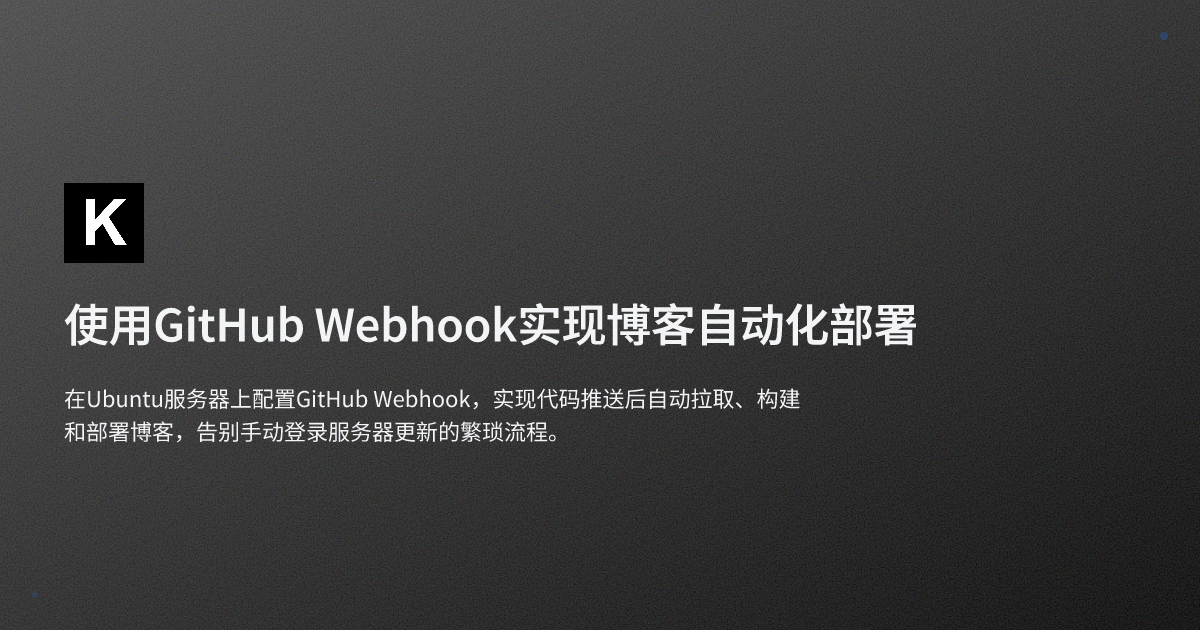 K
使用GitHub Webhook实现博客自动化部署
在Ubuntu服务器上配置GitHub Webhook，实现代码推送后自动拉取、构建
和部署博客，告别手动登录服务器更新的繁琐流程。